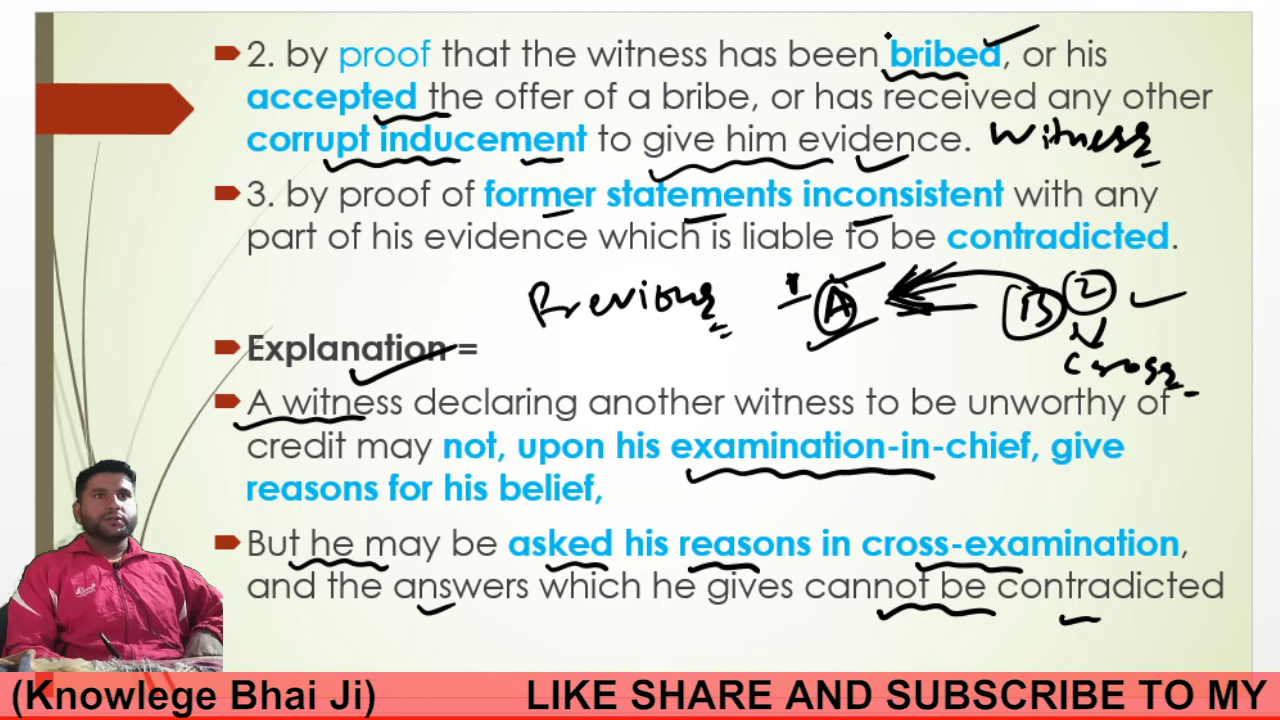 2. by proof that the witness has been bribed, or his
accepted the offer of a bribe, or has received any other
corrupt inducement to give him evidence. Witness
3. by proof of former statements inconsistent with any
part of his evidence which is liable to be contradicted.
Previous A B 2
Cross
Explanation =
A witness declaring another witness to be unworthy of
credit may not, upon his examination-in-chief, give
reasons for his belief,
But he may be asked his reasons in cross-examination,
and the answers which he gives cannot be contradicted
(Knowlege Bhai Ji) LIKE SHARE AND SUBSCRIBE TO MY